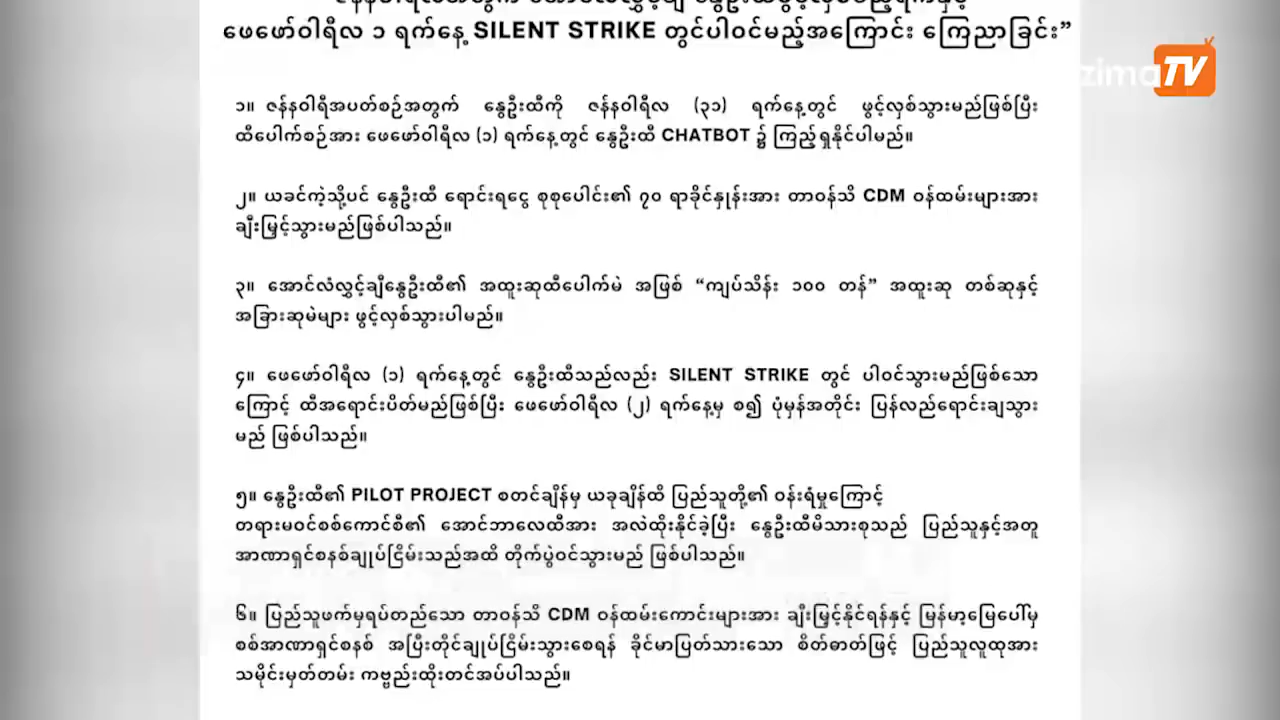 ဖေဖော်ဝါရီလ ၁ ရက်နေ့ SILENT STRIKE တွင်ပါဝင်မည့်အကြောင်း ကြေညာခြင်း”
zimaTV
၁။ ဇန်နဝါရီအပတ်စဉ်အတွက် နွေဦးထီကို ဇန်နဝါရီလ (၃၁) ရက်နေ့တွင် ဖွင့်လှစ်သွားမည်ဖြစ်ပြီး
ထီပေါက်စဉ်အား ဖေဖော်ဝါရီလ (၁) ရက်နေ့တွင် နွေဦးထီ CHATBOT ၌ ကြည့်ရှုနိုင်ပါမည်။
၂။ ယခင်ကဲ့သို့ပင် နွေဦးထီ ရောင်းရငွေ စုစုပေါင်း၏ ၇၀ ရာခိုင်နှုန်းအား တာဝန်သိ CDM ဝန်ထမ်းများအား
ချီးမြှင့်သွားမည်ဖြစ်ပါသည်။
၃။ အောင်လံလွှင့်ချီနွေဦးထီ၏ အထူးဆုထီပေါက်မဲ အဖြစ် “ကျပ်သိန်း ၁၀၀ တန်” အထူးဆု တစ်ဆုနှင့်
အခြားဆုမဲများ ဖွင့်လှစ်သွားပါမည်။
၄။ ဖေဖော်ဝါရီလ (၁) ရက်နေ့တွင် နွေဦးထီသည်လည်း SILENT STRIKE တွင် ပါဝင်သွားမည်ဖြစ်သော
ကြောင့် ထီအရောင်းပိတ်မည်ဖြစ်ပြီး ဖေဖော်ဝါရီလ (၂) ရက်နေ့မှ စ၍ ပုံမှန်အတိုင်း ပြန်လည်ရောင်းချသွား
မည် ဖြစ်ပါသည်။
၅။ နွေဦးထီ၏ PILOT PROJECT စတင်ချိန်မှ ယခုချိန်ထိ ပြည်သူတို့၏ ဝန်းရံမှုကြောင့်
တရားမဝင်စစ်ကောင်စီ၏ အောင်ဘာလေထီအား အလဲထိုးနိုင်ခဲ့ပြီး နွေဦးထီမိသားစုသည် ပြည်သူနှင့်အတူ
အာဏာရှင်စနစ်ချုပ်ငြိမ်းသည်အထိ တိုက်ပွဲဝင်သွားမည် ဖြစ်ပါသည်။
၆။ ပြည်သူဖက်မှရပ်တည်သော တာဝန်သိ CDM ဝန်ထမ်းကောင်းများအား ချီးမြှင့်နိုင်ရန်နှင့် မြန်မာ့မြေပေါ်မှ
စစ်အာဏာရှင်စနစ် အပြီးတိုင်ချုပ်ငြိမ်းသွားစေရန် ခိုင်မာပြတ်သားသော စိတ်ဓာတ်ဖြင့် ပြည်သူလူထုအား
သမိုင်းမှတ်တမ်း ကဗ္ဗည်းထိုးတင်အပ်ပါသည်။